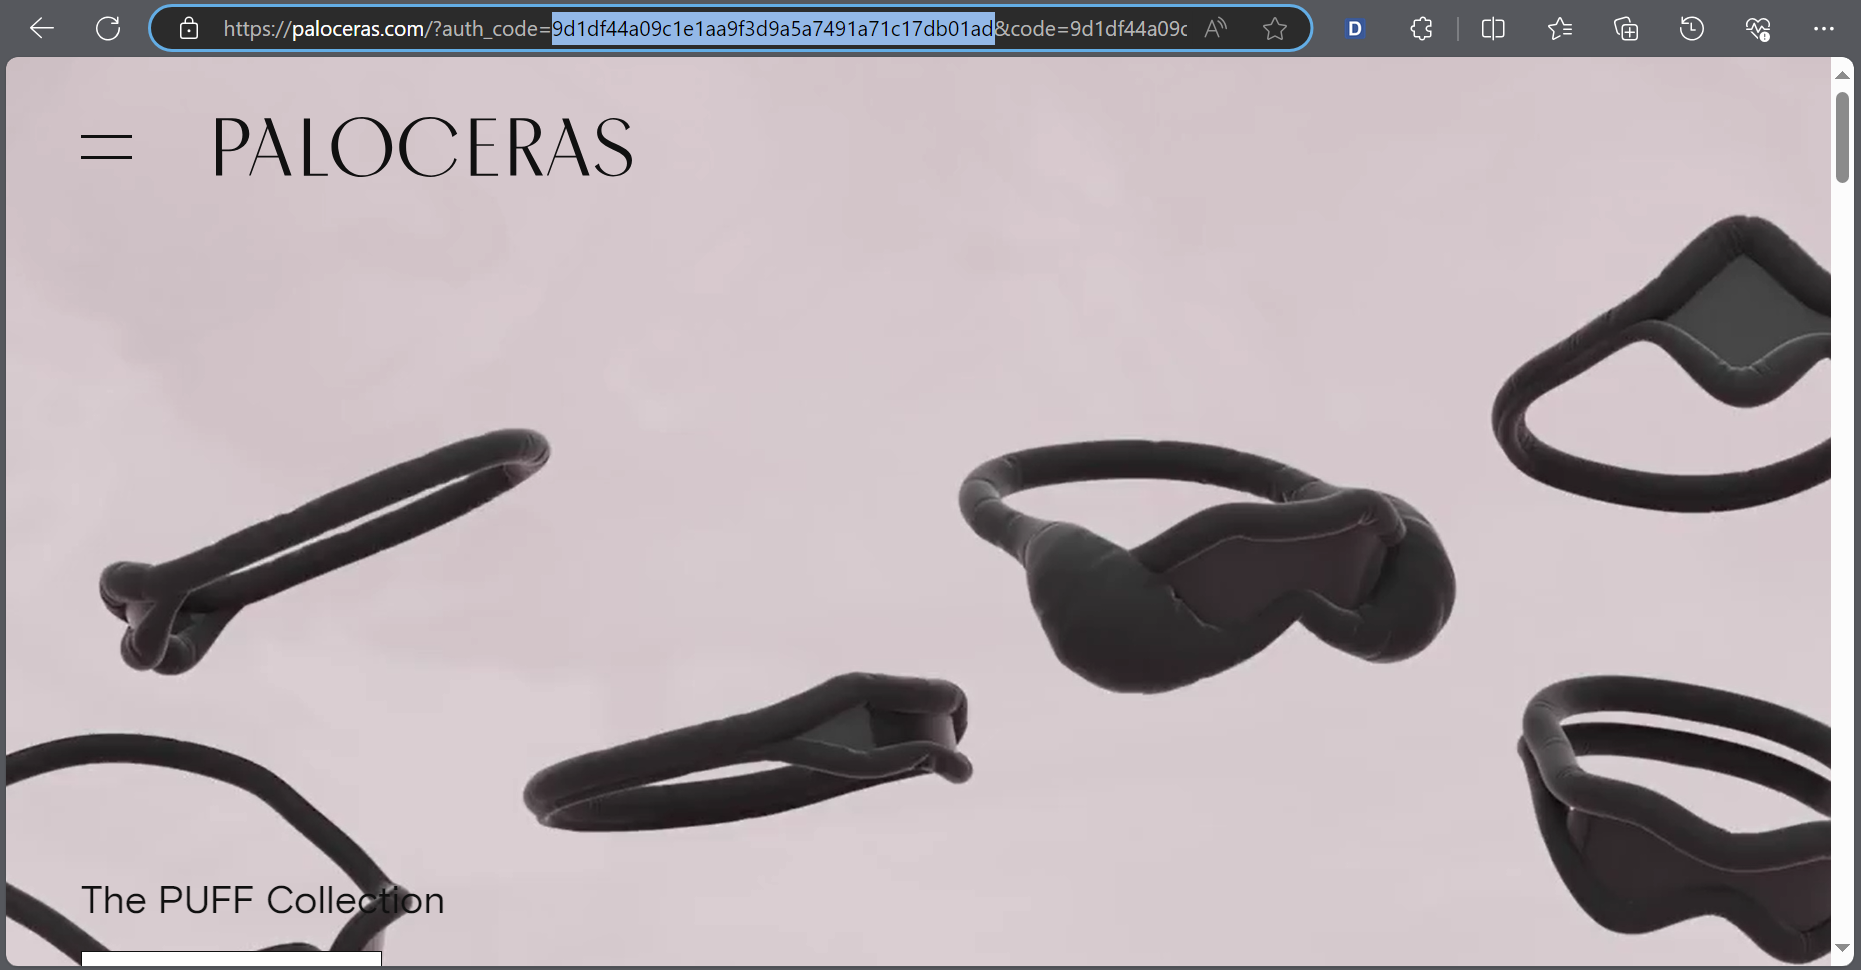 https://paloceras.com/?auth_code=9d1df44a09c1e1aa9f3d9a5a7491a71c17db01ad&code=9d1df44a09c
D
PALOCERAS
The PUFF Collection